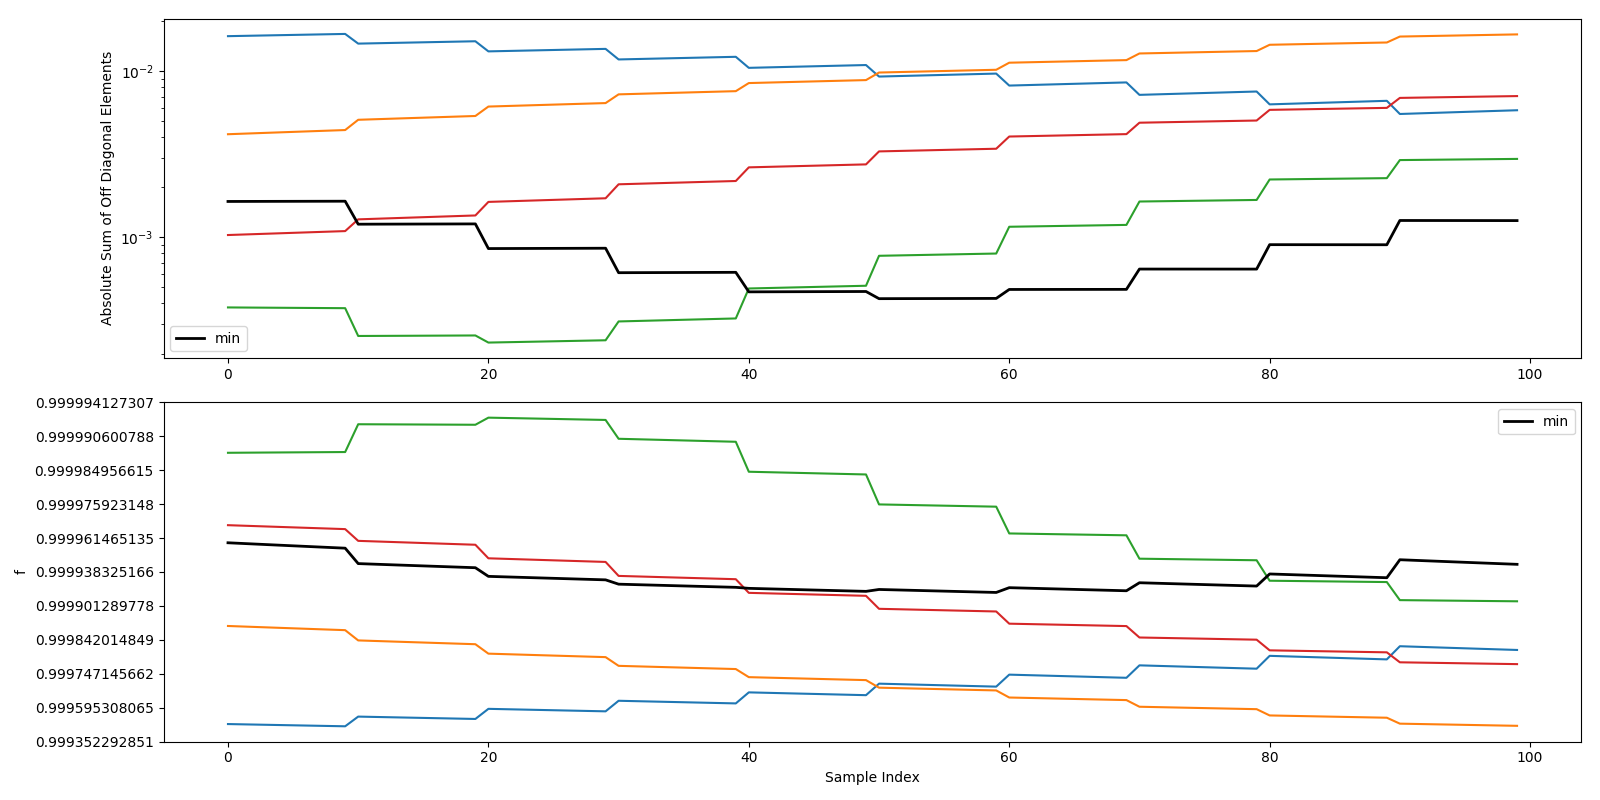 Absolute Sum of Off Diagonal Elements
10⁻²
10⁻³
min
0 20 40 60 80 100
f
0.999994127307
0.999990600788
0.999984956615
0.999975923148
0.999961465135
0.999938325166
0.999901289778
0.999842014849
0.999747145662
0.999595308065
0.999352292851
min
0 20 40 60 80 100
Sample Index